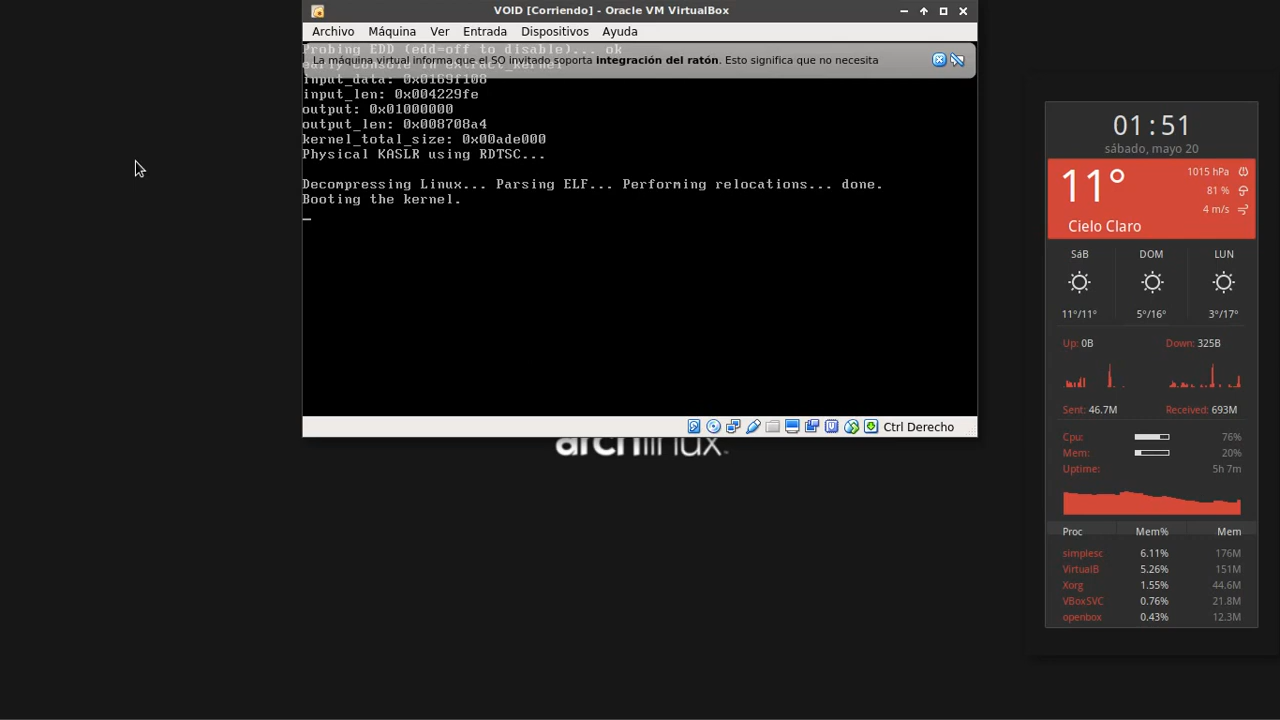 VOID [Corriendo] - Oracle VM VirtualBox
Archivo Máquina Ver Entrada Dispositivos Ayuda
Probing EDD (edd=off to disable)... ok
early console in extract_kernel
La máquina virtual informa que el SO invitado soporta integración del ratón. Esto significa que no necesita
input_data: 0x0169f108
input_len: 0x004229fe
output: 0x01000000
output_len: 0x008708a4
kernel_total_size: 0x00ade000
Physical KASLR using RDTSC...
Decompressing Linux... Parsing ELF... Performing relocations... done.
Booting the kernel.
_
Ctrl Derecho
archlinux™
01:51
sábado, mayo 20
11° 1015 hPa
81 %
4 m/s
Cielo Claro
SáB DOM LUN
11°/11° 5°/16° 3°/17°
Up: 0B Down: 325B
Sent: 46.7M Received: 693M
Cpu: 76%
Mem: 20%
Uptime: 5h 7m
Proc Mem% Mem
simplesc 6.11% 176M
VirtualB 5.26% 151M
Xorg 1.55% 44.6M
VBoxSVC 0.76% 21.8M
openbox 0.43% 12.3M